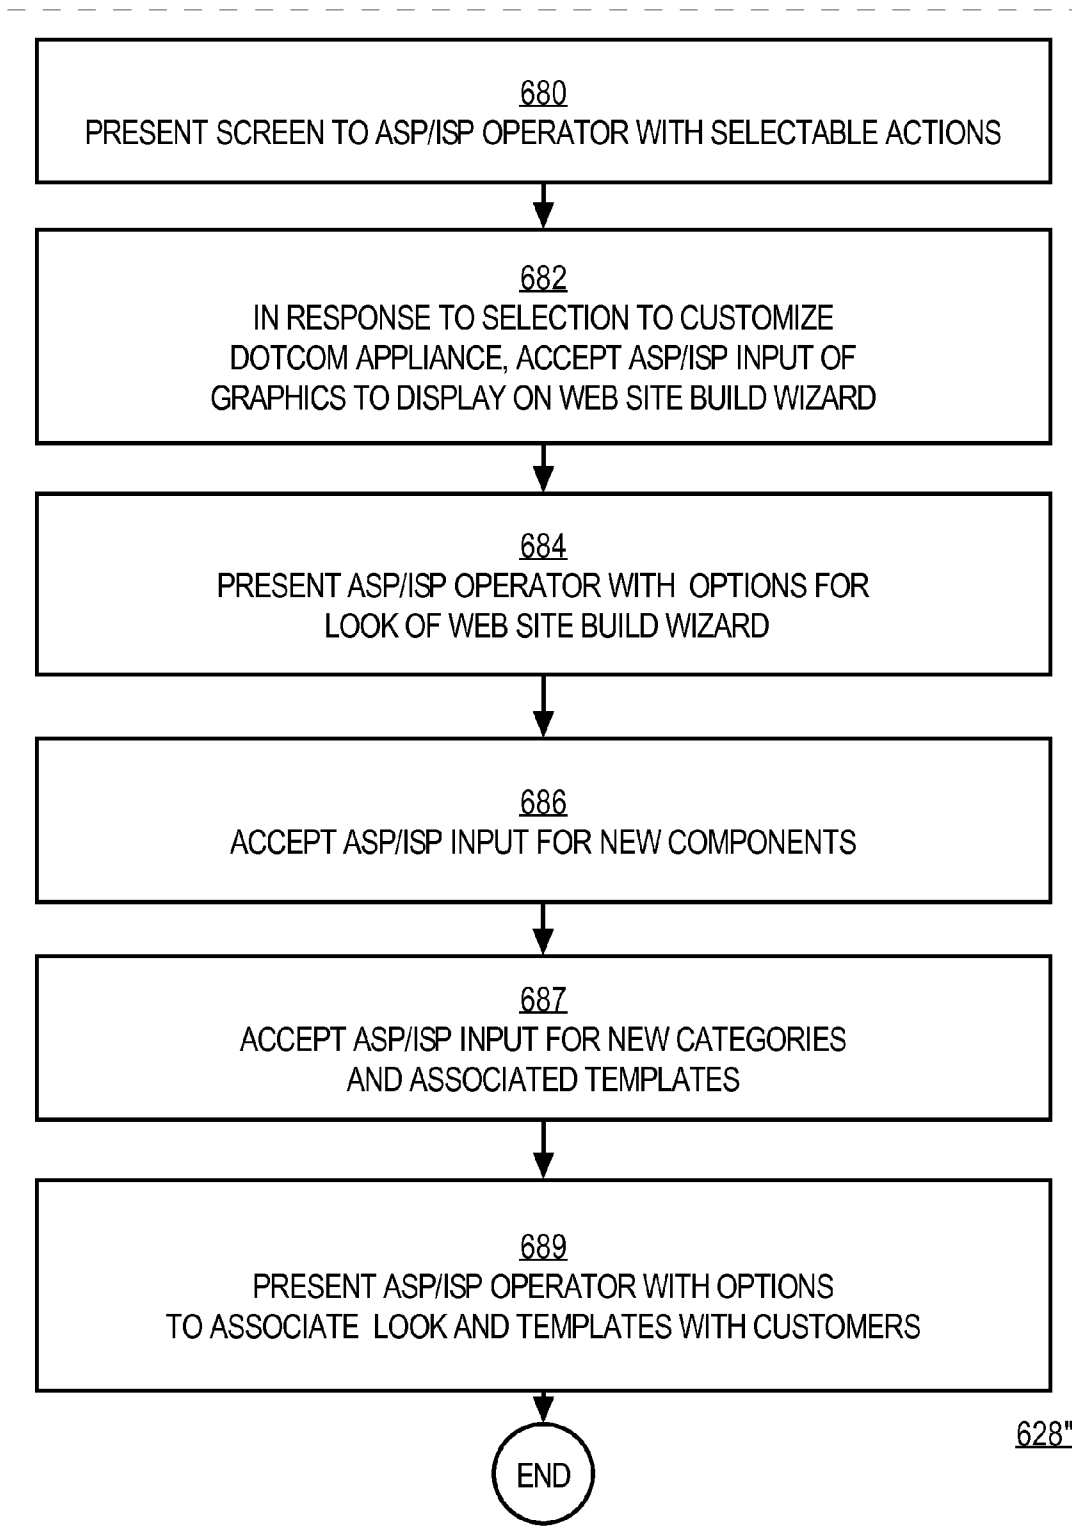 680
PRESENT SCREEN TO ASP/ISP OPERATOR WITH SELECTABLE ACTIONS
682
IN RESPONSE TO SELECTION TO CUSTOMIZE
DOTCOM APPLIANCE, ACCEPT ASP/ISP INPUT OF
GRAPHICS TO DISPLAY ON WEB SITE BUILD WIZARD
684
PRESENT ASP/ISP OPERATOR WITH OPTIONS FOR
LOOK OF WEB SITE BUILD WIZARD
686
ACCEPT ASP/ISP INPUT FOR NEW COMPONENTS
687
ACCEPT ASP/ISP INPUT FOR NEW CATEGORIES
AND ASSOCIATED TEMPLATES
689
PRESENT ASP/ISP OPERATOR WITH OPTIONS
TO ASSOCIATE LOOK AND TEMPLATES WITH CUSTOMERS
628"
END